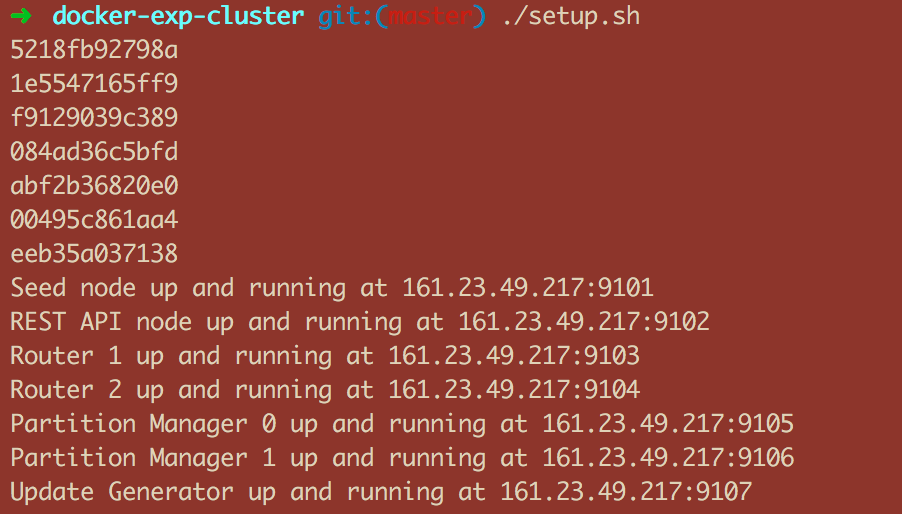 ➜ docker-exp-cluster git:(master) ./setup.sh
5218fb92798a
1e5547165ff9
f9129039c389
084ad36c5bfd
abf2b36820e0
00495c861aa4
eeb35a037138
Seed node up and running at 161.23.49.217:9101
REST API node up and running at 161.23.49.217:9102
Router 1 up and running at 161.23.49.217:9103
Router 2 up and running at 161.23.49.217:9104
Partition Manager 0 up and running at 161.23.49.217:9105
Partition Manager 1 up and running at 161.23.49.217:9106
Update Generator up and running at 161.23.49.217:9107